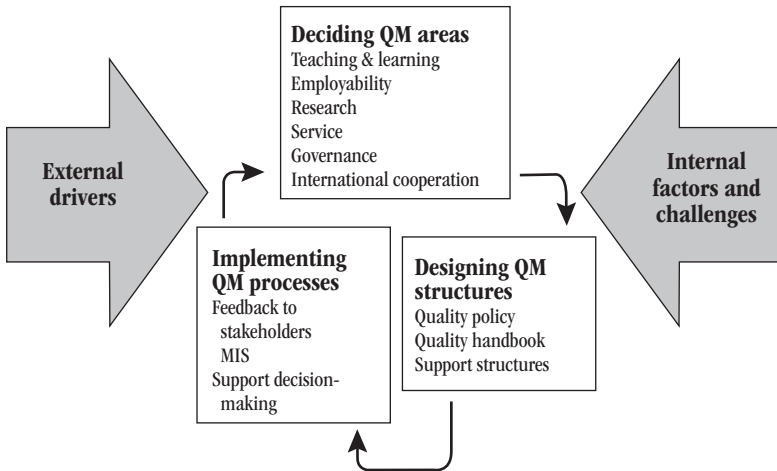 Deciding QM areas
Teaching & learning
Employability
Research
Service
Governance
International cooperation
External
drivers
Internal
factors and
challenges
Implementing
QM processes
Feedback to
stakeholders
MIS
Support decision-
making
Designing QM
structures
Quality policy
Quality handbook
Support structures